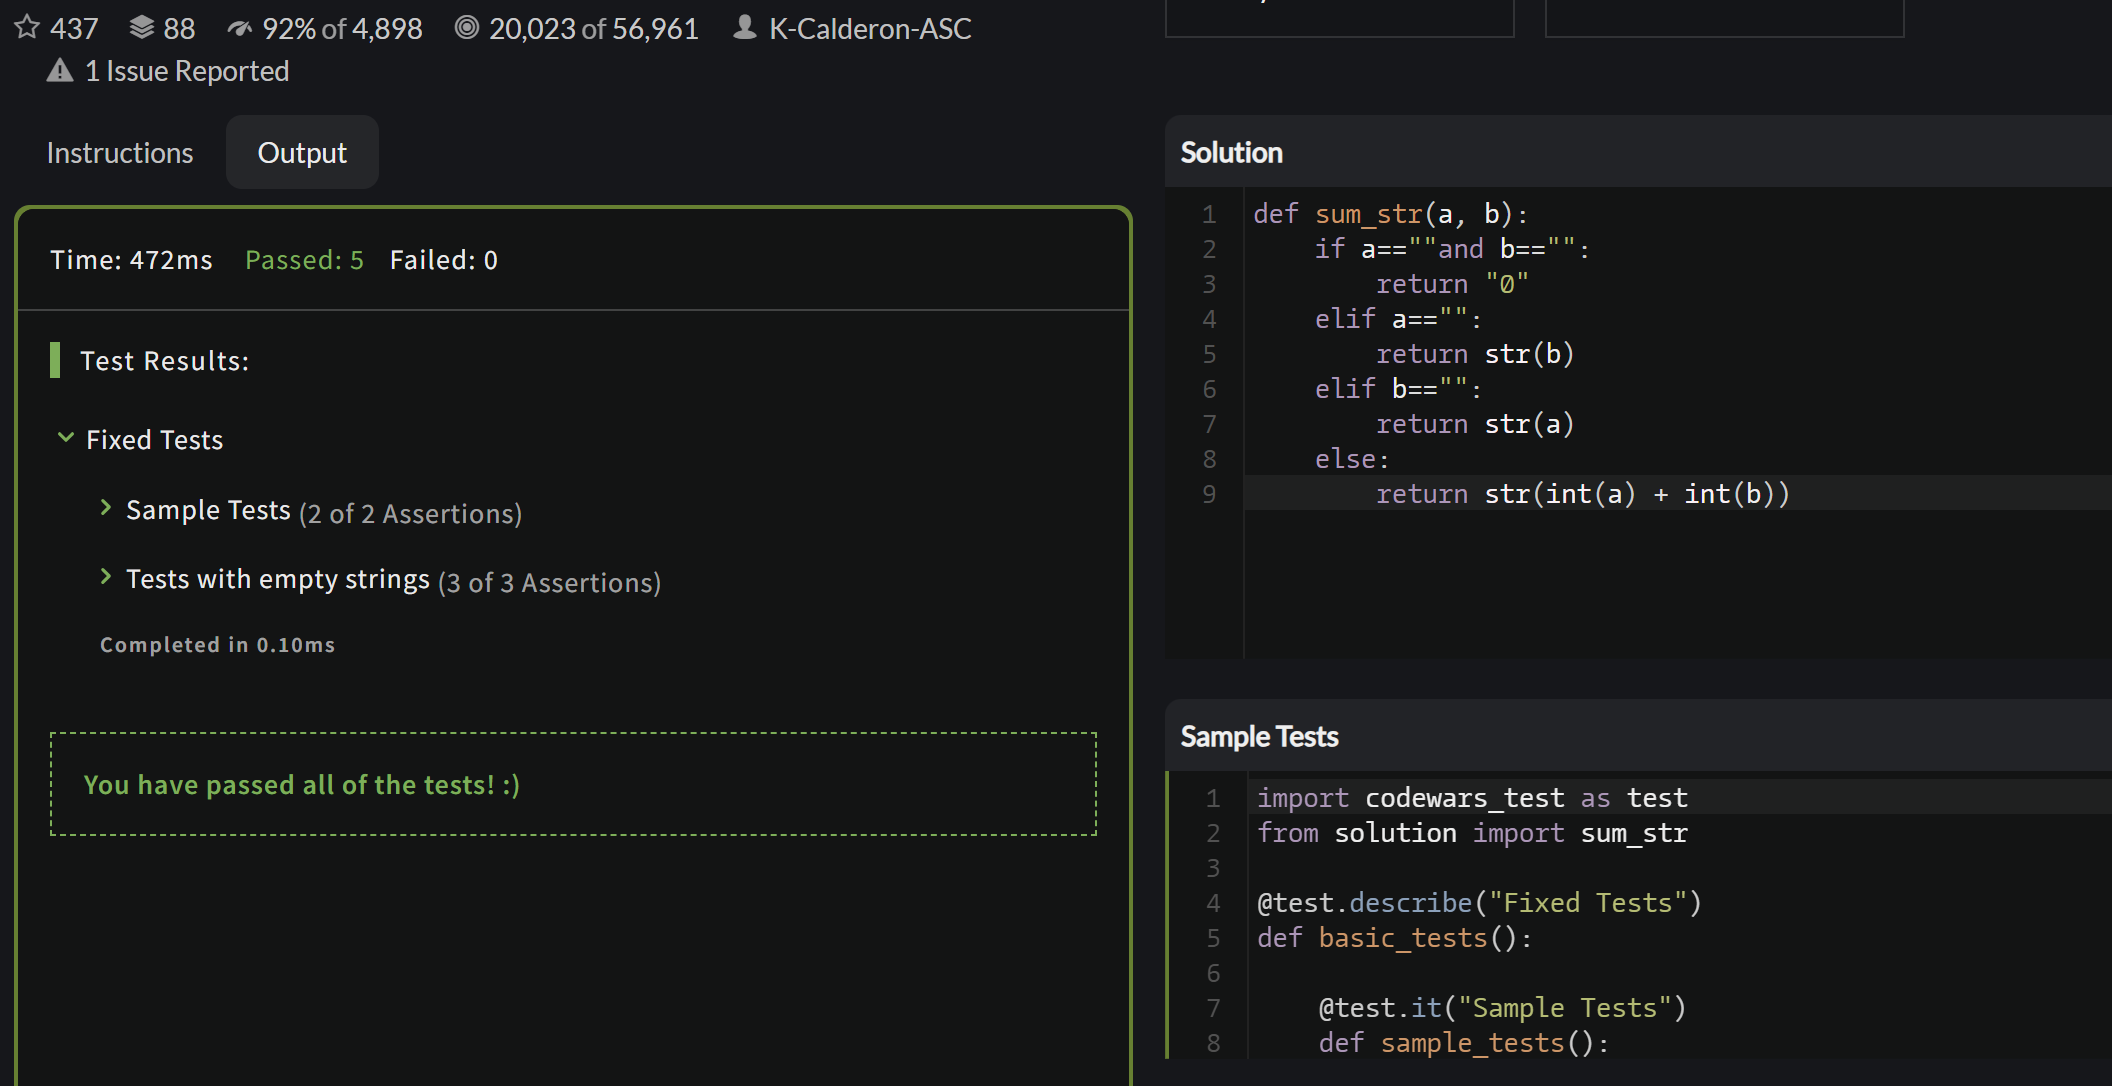 437 88 92% of 4,898 20,023 of 56,961 K-Calderon-ASC
1 Issue Reported
Instructions Output
Time: 472ms Passed: 5 Failed: 0
Test Results:
Fixed Tests
Sample Tests (2 of 2 Assertions)
Tests with empty strings (3 of 3 Assertions)
Completed in 0.10ms
You have passed all of the tests! :)
Solution
1 def sum_str(a, b):
2     if a==""and b=="":
3         return "0"
4     elif a=="":
5         return str(b)
6     elif b=="":
7         return str(a)
8     else:
9         return str(int(a) + int(b))
Sample Tests
1 import codewars_test as test
2 from solution import sum_str
3
4 @test.describe("Fixed Tests")
5 def basic_tests():
6
7     @test.it("Sample Tests")
8     def sample_tests():